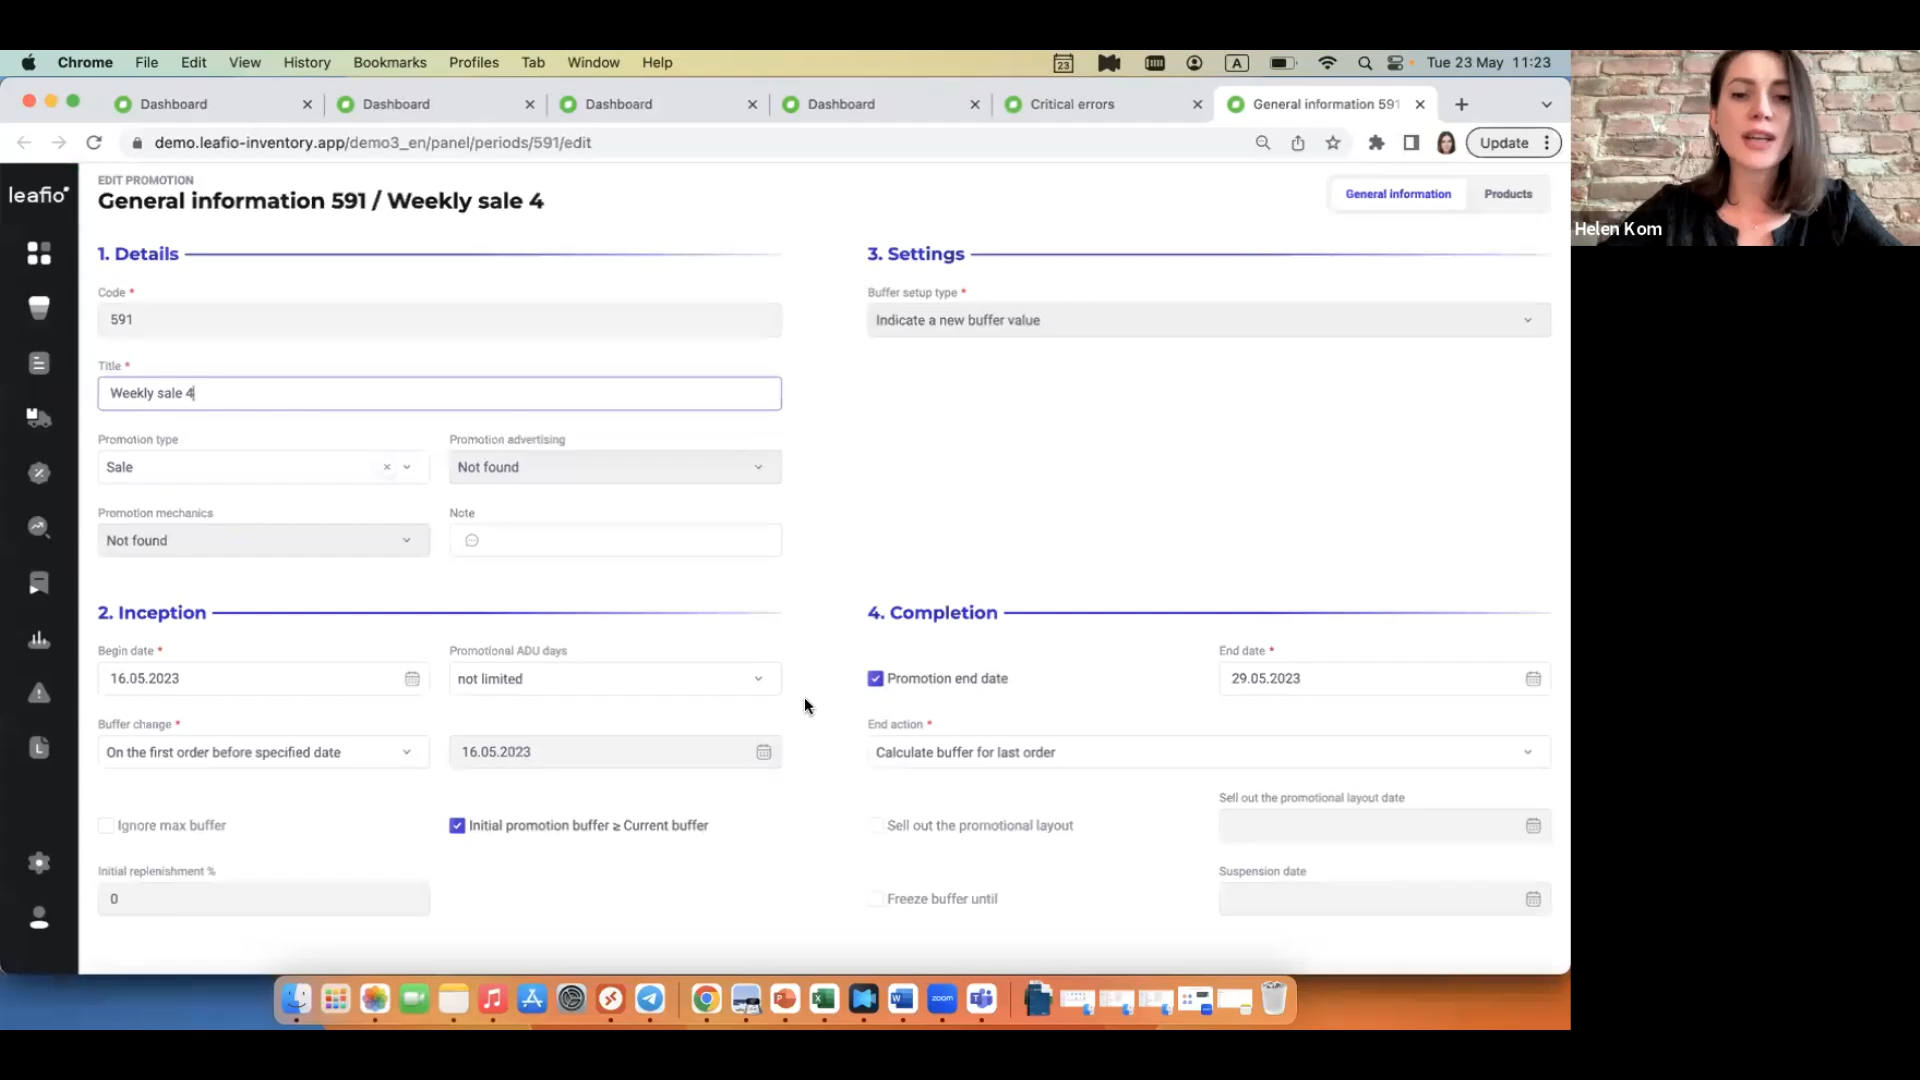 Chrome File Edit View History Bookmarks Profiles Tab Window Help 23 A Tue 23 May 11:23
Dashboard Dashboard Dashboard Dashboard Critical errors General information 591
demo.leafio-inventory.app/demo3_en/panel/periods/591/edit Update
Helen Kom
leafio
EDIT PROMOTION
General information 591 / Weekly sale 4
General information Products
1. Details
Code *
591
Title *
Weekly sale 4
Promotion type Promotion advertising
Sale Not found
Promotion mechanics Note
Not found
3. Settings
Buffer setup type *
Indicate a new buffer value
2. Inception
Begin date * Promotional ADU days
16.05.2023 not limited
Buffer change *
On the first order before specified date 16.05.2023
Ignore max buffer Initial promotion buffer ≥ Current buffer
Initial replenishment %
0
4. Completion
End date *
Promotion end date 29.05.2023
End action *
Calculate buffer for last order
Sell out the promotional layout date
Sell out the promotional layout
Suspension date
Freeze buffer until
zoom